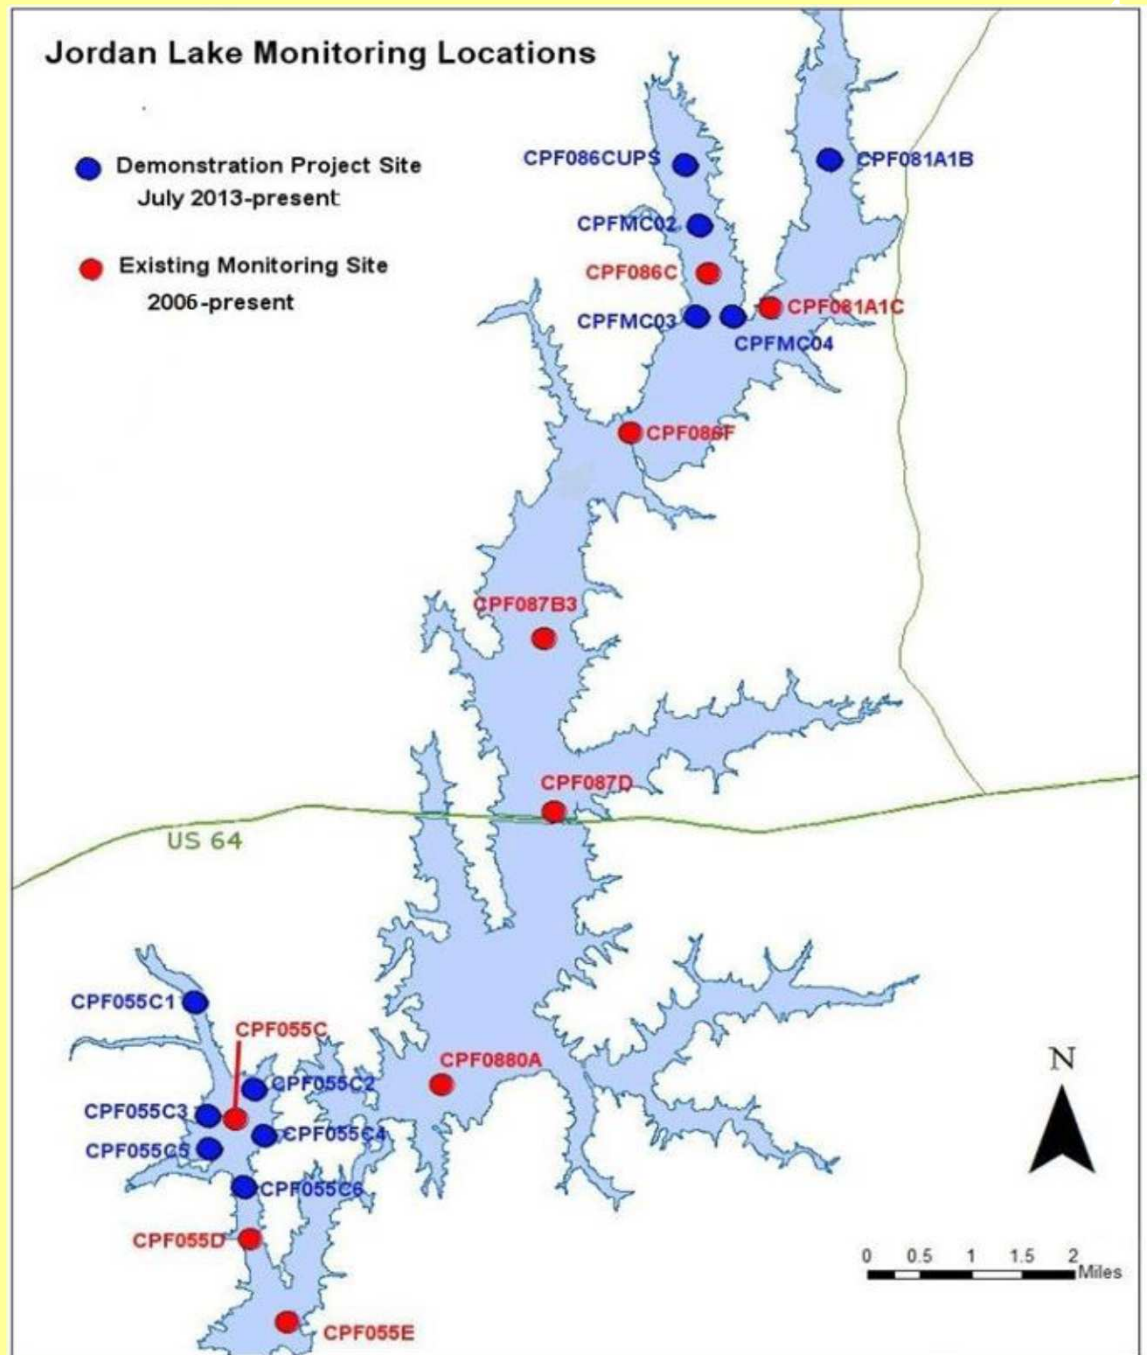 Jordan Lake Monitoring Locations
Demonstration Project Site
July 2013-present
Existing Monitoring Site
2006-present
CPF086CUPS
CPF081A1B
CPFMC02
CPF086C
CPF081A1C
CPFMC03
CPFMC04
CPF086F
CPF087B3
CPF087D
US 64
CPF055C1
CPF055C
CPF0880A
CPF055C2
CPF055C3
CPF055C4
CPF055C5
CPF055C6
CPF055D
CPF055E
N
0 0.5 1 1.5 2
Miles